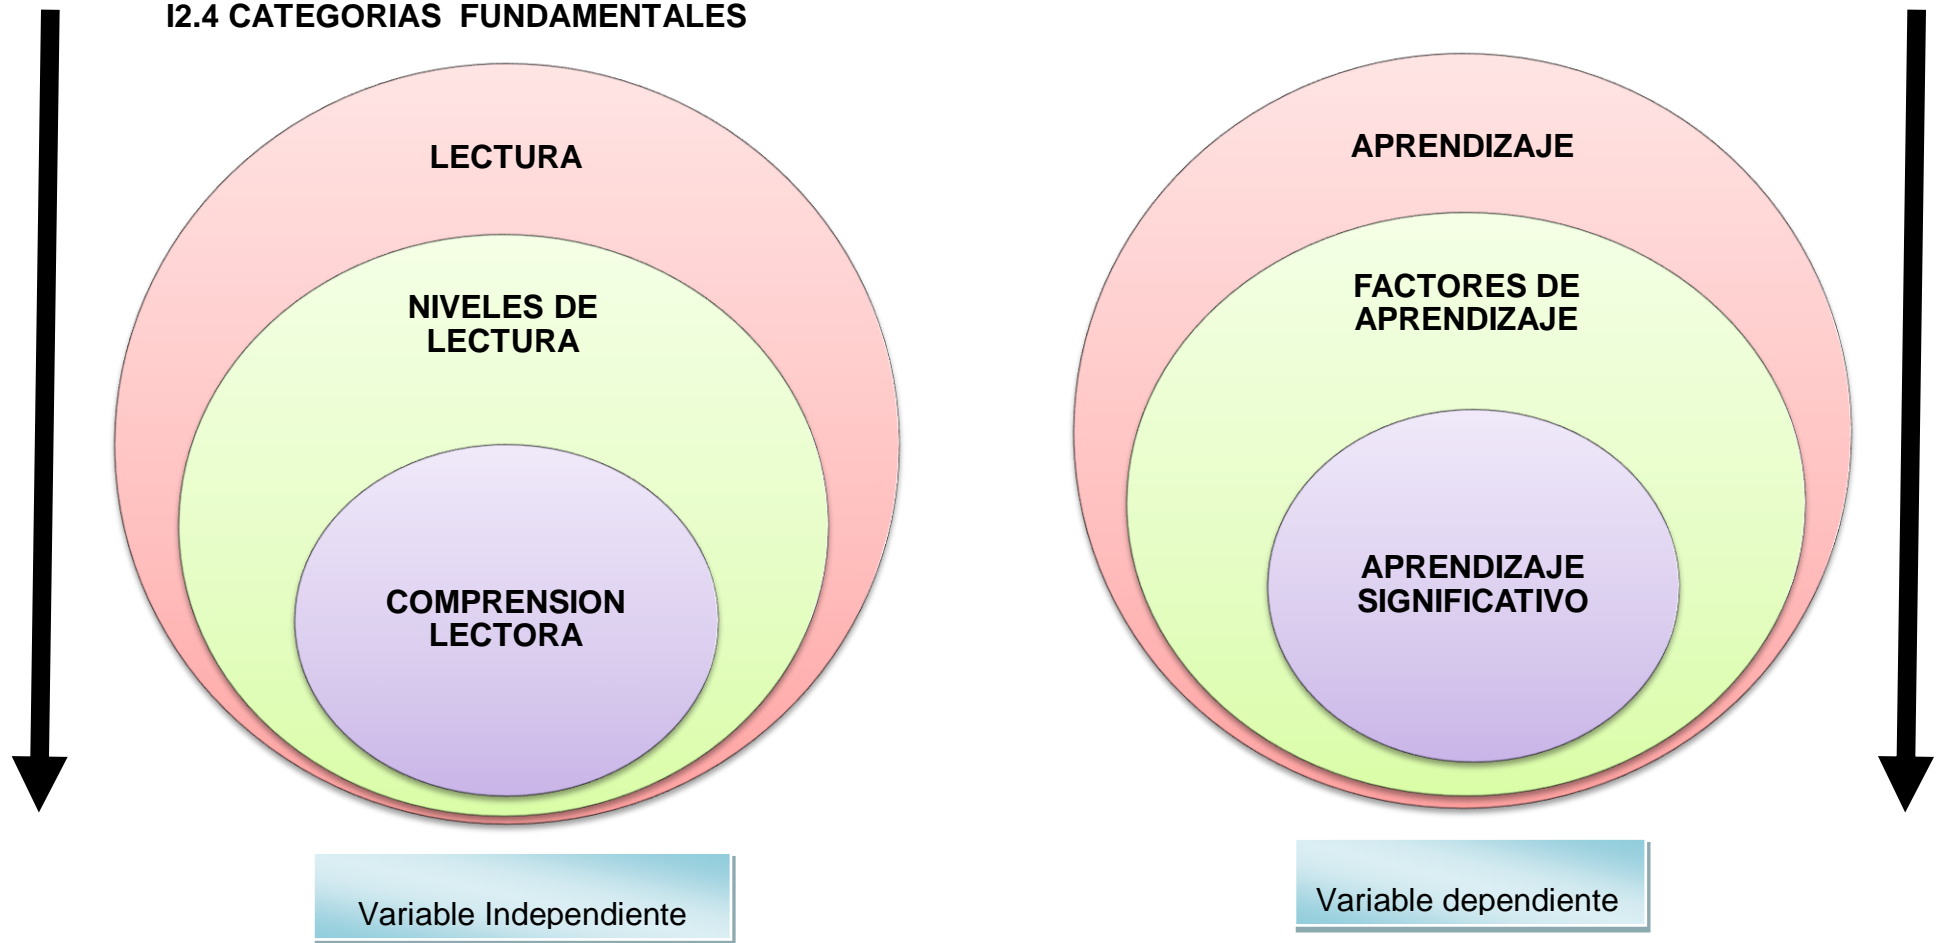 I2.4 CATEGORIAS  FUNDAMENTALES
LECTURA
NIVELES DE
LECTURA
COMPRENSION
LECTORA
Variable Independiente
APRENDIZAJE
FACTORES DE
APRENDIZAJE
APRENDIZAJE
SIGNIFICATIVO
Variable dependiente